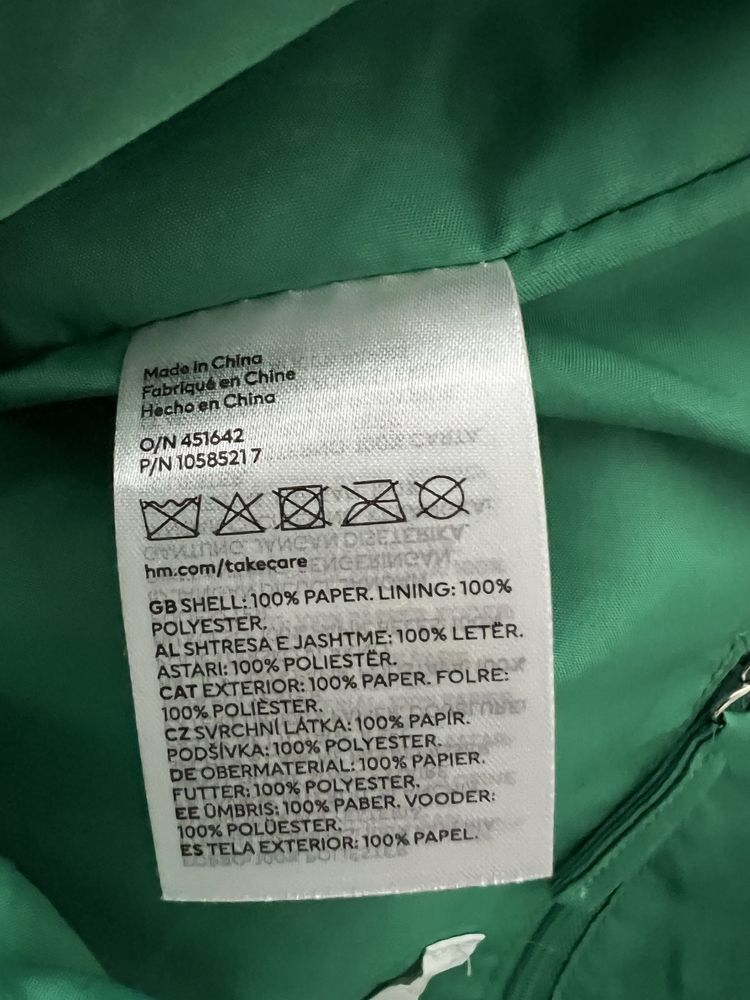 Made in China
Fabriqué en Chine
Hecho en China
O/N 451642
P/N 1058521 7
hm.com/takecare
GB SHELL: 100% PAPER. LINING: 100%
POLYESTER.
AL SHTRESA E JASHTME: 100% LETËR.
ASTARI: 100% POLIESTËR.
CAT EXTERIOR: 100% PAPER. FOLRE:
100% POLIÈSTER.
CZ SVRCHNÍ LÁTKA: 100% PAPÍR.
PODŠÍVKA: 100% POLYESTER.
DE OBERMATERIAL: 100% PAPIER.
FUTTER: 100% POLYESTER.
EE ÜMBRIS: 100% PABER. VOODER:
100% POLÜESTER.
ES TELA EXTERIOR: 100% PAPEL.